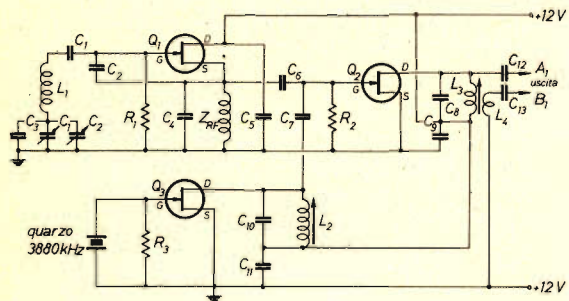 +12V
C1
Q1
D
G
S
C2
L1
C3
C1
C2
R1
C4
ZRF
C5
C6
C7
Q2
D
G
S
R2
L3
C8
C9
L4
C12
A1
uscita
C13
B1
Q3
D
G
S
quarzo
3880kHz
R3
C10
C11
L2
+12V